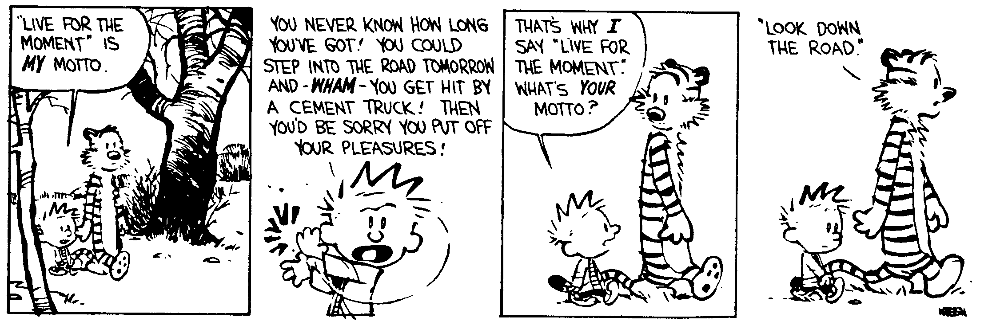 "LIVE FOR THE
MOMENT" IS
MY MOTTO.
YOU NEVER KNOW HOW LONG
YOU'VE GOT! YOU COULD
STEP INTO THE ROAD TOMORROW
AND - WHAM - YOU GET HIT BY
A CEMENT TRUCK! THEN
YOU'D BE SORRY YOU PUT OFF
YOUR PLEASURES!
THAT'S WHY I
SAY "LIVE FOR
THE MOMENT."
WHAT'S YOUR
MOTTO?
"LOOK DOWN
THE ROAD."